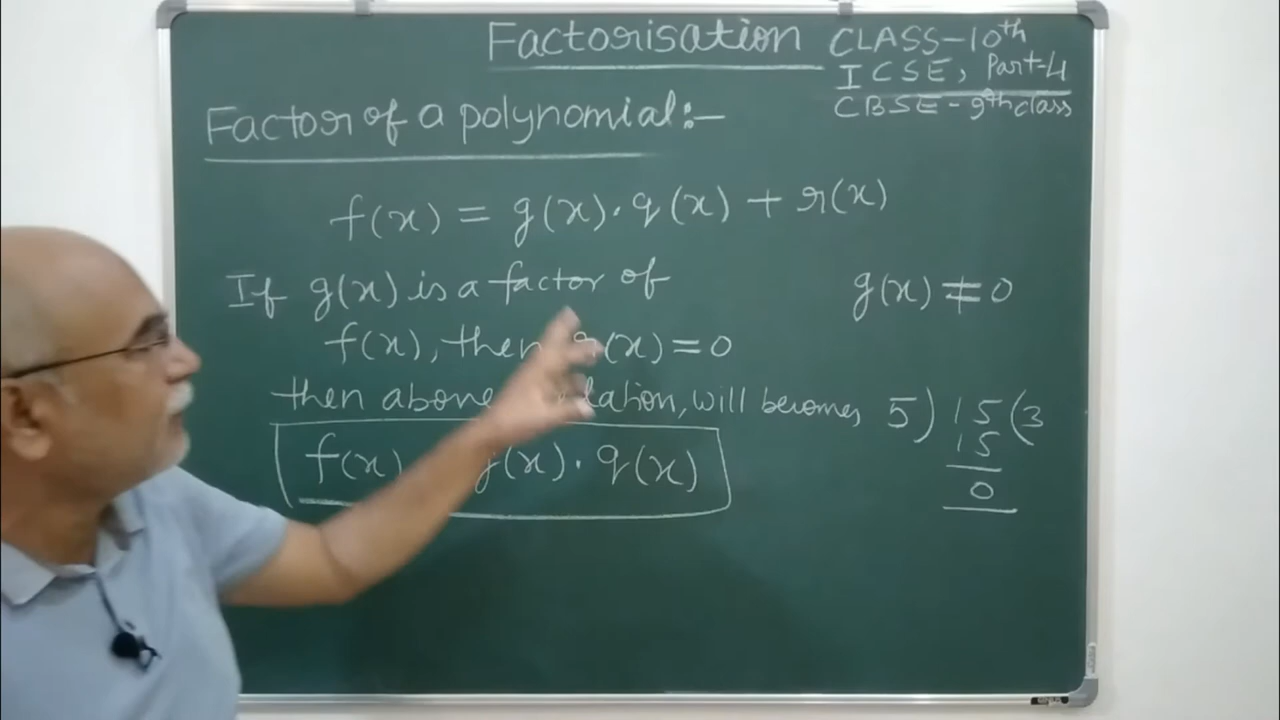 Factorisation CLASS-10th
ICSE, Part-4
CBSE-9th class
Factor of a polynomial:-
f(x) = g(x).q(x) + r(x)
If g(x) is a factor of
g(x) ≠ 0
f(x), then (x) = 0
then above will becomes
5) 15 (3
15
0
f(x) (x).q(x)